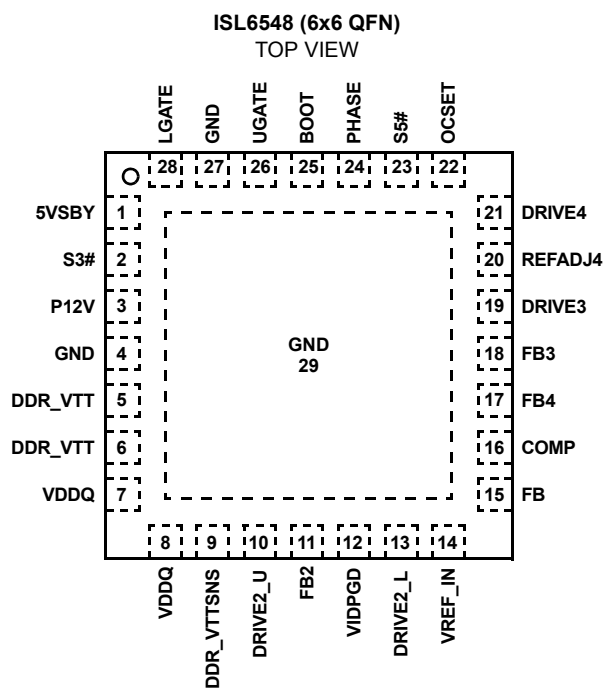 ISL6548 (6x6 QFN)
TOP VIEW
LGATE
GND
UGATE
BOOT
PHASE
S5#
OCSET
28 27 26 25 24 23 22
5VSBY 1
S3# 2
P12V 3
GND 4
DDR_VTT 5
DDR_VTT 6
VDDQ 7
GND
29
21 DRIVE4
20 REFADJ4
19 DRIVE3
18 FB3
17 FB4
16 COMP
15 FB
8 9 10 11 12 13 14
VDDQ
DDR_VTTSNS
DRIVE2_U
FB2
VIDPGD
DRIVE2_L
VREF_IN